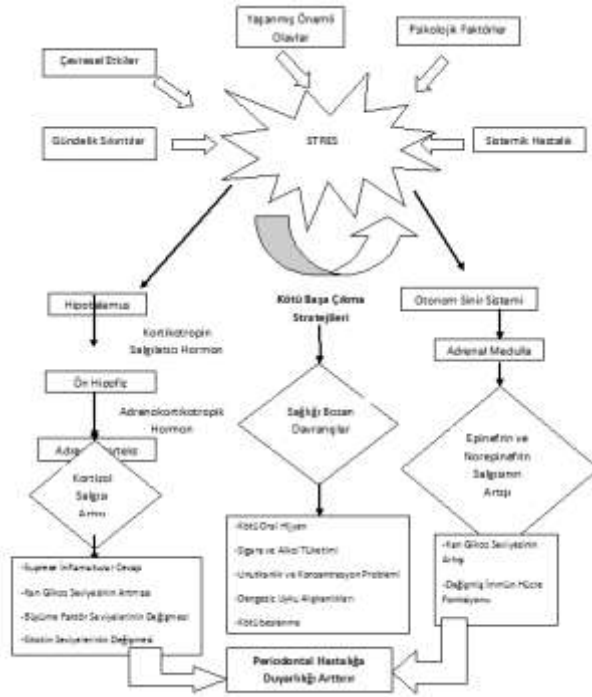 Yaşanmış Önemli
Olaylar
Psikolojik Faktörler
Çevresel Etkiler
Gündelik Sıkıntılar
STRES
Sistemik Hastalık
Hipotalamus
Kortikotropin
Salgılatıcı Hormon
Kötü Başa Çıkma
Stratejileri
Otonom Sinir Sistemi
Adrenal Medulla
Ön Hipofiz
Adrenokortikotropik
Hormon
Sağlığı Bozan
Davranışlar
Epinefrin ve
Norepinefrin
Salgısının
Artışı
Kortizol
Salgısı
Artışı
-Kötü Oral Hijyen
-Sigara ve Alkol Tüketimi
-Unutkanlık ve Konsantrasyon Problemi
-Dengesiz Uyku Alışkanlıkları
-Kötü beslenme
-Kan Glikoz Seviyesinin
Artışı
-Değişmiş İmmün Hücre
Fonksiyonu
İnflamatuar Cevap
-Kan Glikoz Seviyesinin Artması
-Büyüme Faktör Seviyelerinin Değişmesi
-Sitokin Seviyelerinin Değişmesi
Periodontal Hastalığa
Duyarlılığı Arttırır